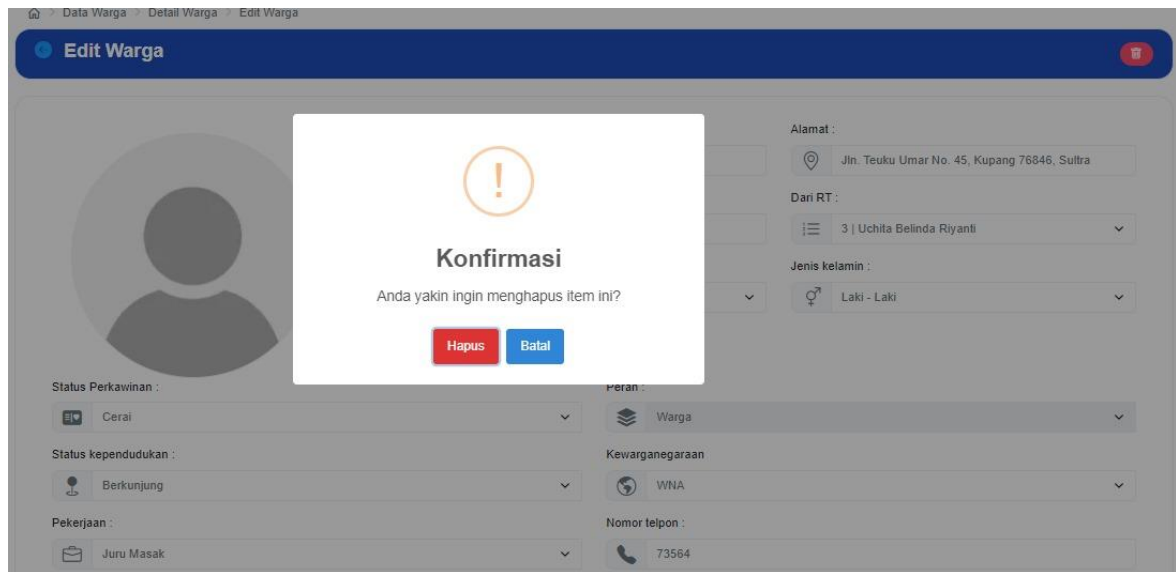 > Data Warga > Detail Warga > Edit Warga
Edit Warga
Alamat :
Jln. Teuku Umar No. 45, Kupang 76846, Sultra
Dari RT :
3 | Uchita Belinda Riyanti
Jenis kelamin :
Laki - Laki
!
Konfirmasi
Anda yakin ingin menghapus item ini?
Hapus Batal
Status Perkawinan :
Cerai
Peran :
Warga
Status kependudukan :
Berkunjung
Kewarganegaraan
WNA
Pekerjaan :
Juru Masak
Nomor telpon :
73564